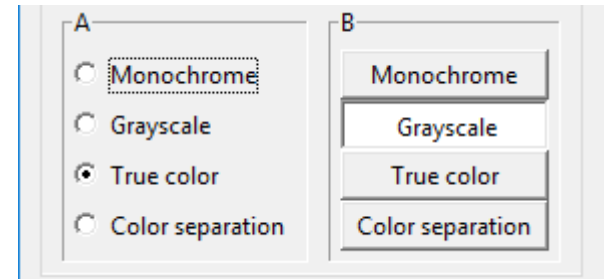 A
Monochrome
Grayscale
True color
Color separation
B
Monochrome
Grayscale
True color
Color separation